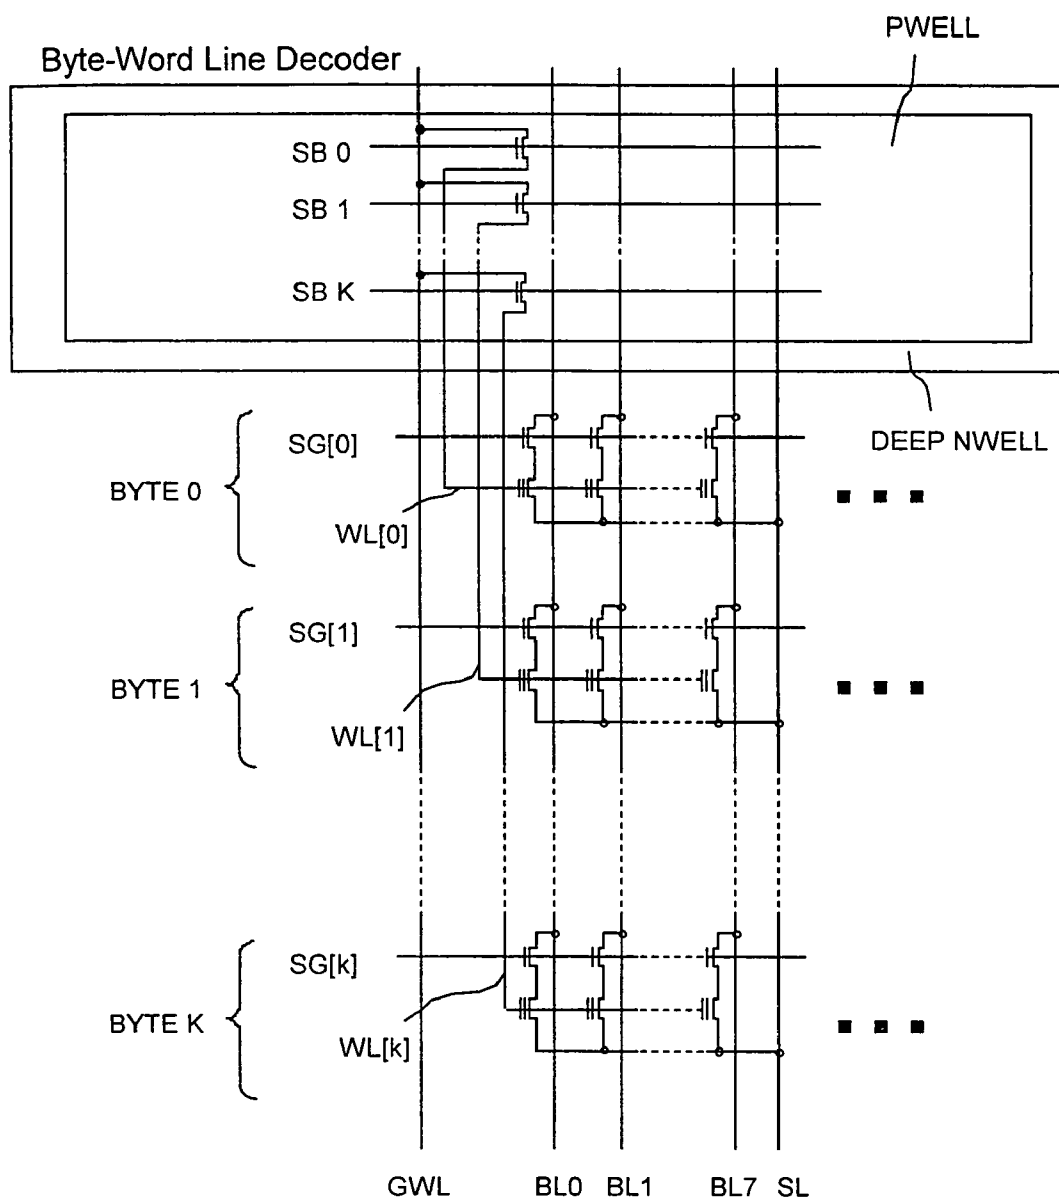 PWELL
Byte-Word Line Decoder
SB 0
SB 1
SB K
DEEP NWELL
SG[0]
BYTE 0
WL[0]
SG[1]
BYTE 1
WL[1]
SG[k]
BYTE K
WL[k]
GWL BL0 BL1 BL7 SL